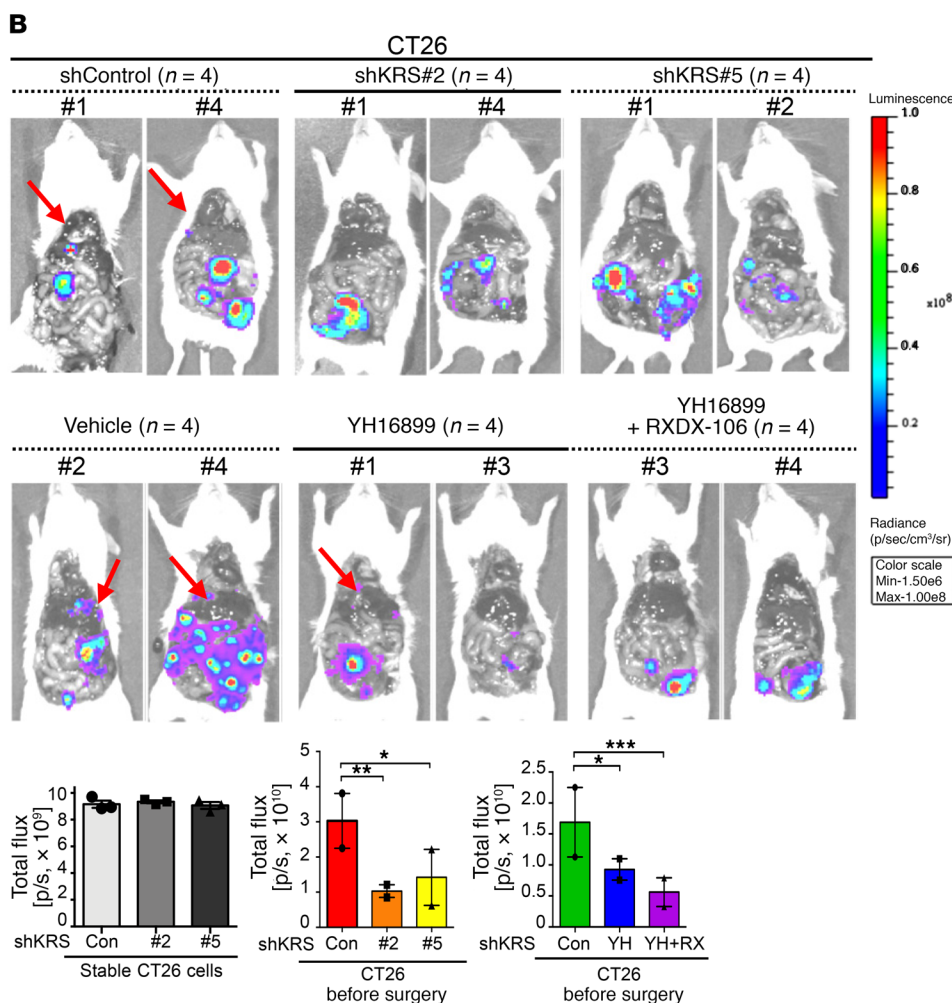 B
CT26
shControl (n = 4) shKRS#2 (n = 4) shKRS#5 (n = 4)
#1 #4 #1 #4 #1 #2
Luminescence
1.0
0.8
0.6
x10⁸
0.4
0.2
Radiance
(p/sec/cm³/sr)
Color scale
Min-1.50e6
Max-1.00e8
Vehicle (n = 4) YH16899 (n = 4) YH16899
+ RXDX-106 (n = 4)
#2 #4 #1 #3 #3 #4
Total flux
[p/s, × 10⁹]
10
8
6
4
2
0
shKRS Con #2 #5
Stable CT26 cells
Total flux
[p/s, × 10¹⁰]
5
4
3
2
1
0
**
*
shKRS Con #2 #5
CT26
before surgery
Total flux
[p/s, × 10¹⁰]
2.5
2.0
1.5
1.0
0.5
0
***
*
shKRS Con YH YH+RX
CT26
before surgery